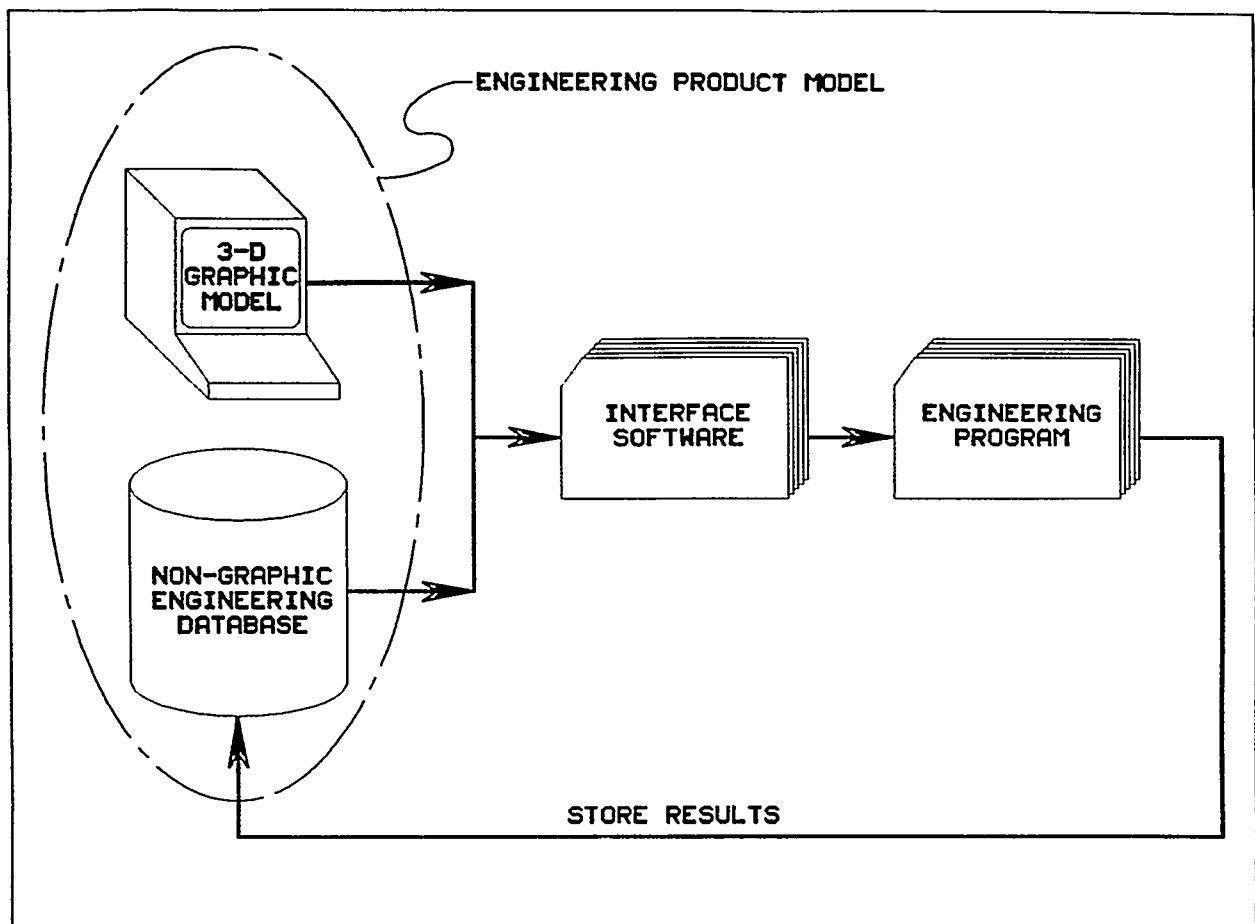 ENGINEERING PRODUCT MODEL
3-D
GRAPHIC
MODEL
INTERFACE
SOFTWARE
ENGINEERING
PROGRAM
NON-GRAPHIC
ENGINEERING
DATABASE
STORE RESULTS